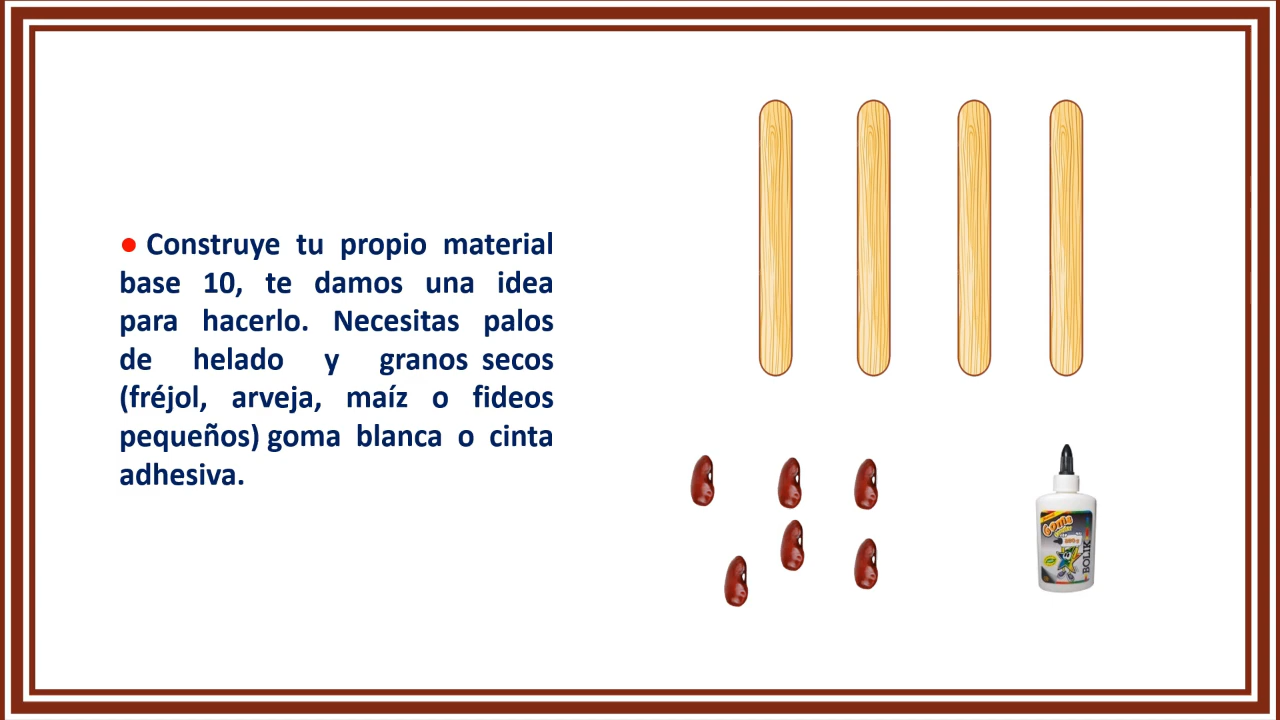 ● Construye tu propio material
base 10, te damos una idea
para hacerlo. Necesitas palos
de helado y granos secos
(fréjol, arveja, maíz o fideos
pequeños) goma blanca o cinta
adhesiva.
Goma
BOLIK